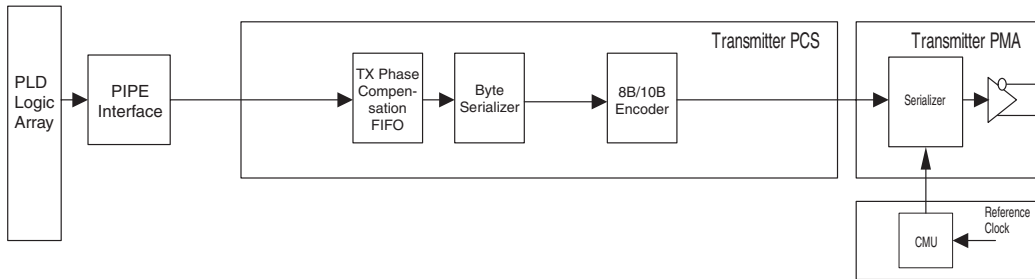 Transmitter PCS
Transmitter PMA
PLD
Logic
Array
PIPE
Interface
TX Phase
Compen-
sation
FIFO
Byte
Serializer
8B/10B
Encoder
Serializer
Reference
Clock
CMU